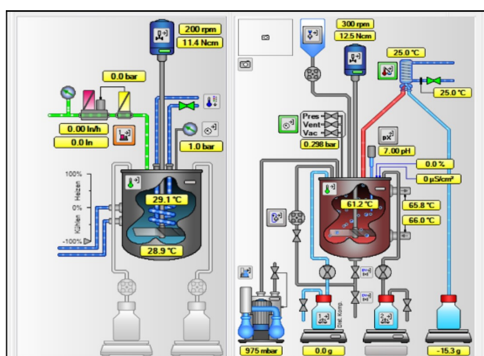 200 rpm
11.4 Ncm
0.0 bar
0.00 ln/h
0.0 ln
1.0 bar
100%
Heizen
0%
Kühlen
-100%
29.1 °C
28.9 °C
300 rpm
12.5 Ncm
25.0 °C
25.0 °C
Pres
Vent
Vac
0.298 bar
7.00 pH
0.0 %
0 µS/cm²
61.2 °C
65.8 °C
66.0 °C
975 mbar
0.0 g
-15.3 g